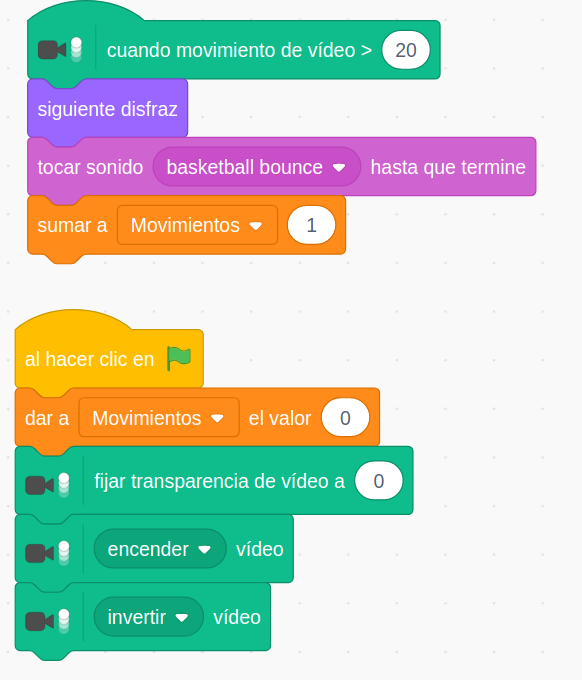 cuando movimiento de vídeo > 20
siguiente disfraz
tocar sonido basketball bounce hasta que termine
sumar a Movimientos 1
al hacer clic en
dar a Movimientos el valor 0
fijar transparencia de vídeo a 0
encender vídeo
invertir vídeo